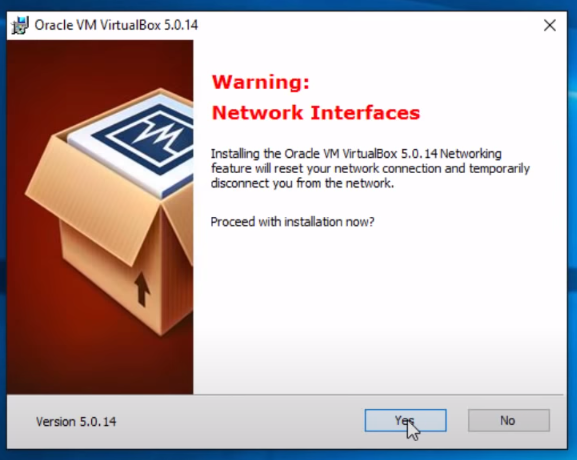 Oracle VM VirtualBox 5.0.14
Warning:
Network Interfaces
Installing the Oracle VM VirtualBox 5.0.14 Networking
feature will reset your network connection and temporarily
disconnect you from the network.
Proceed with installation now?
Version 5.0.14
Yes
No